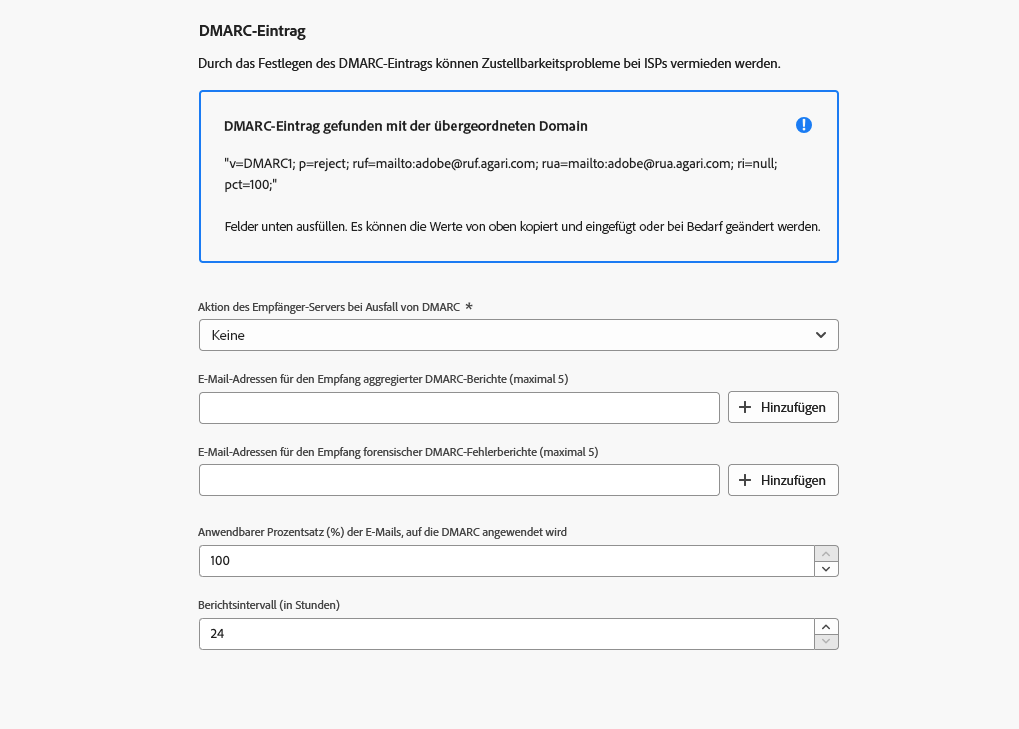 DMARC-Eintrag
Durch das Festlegen des DMARC-Eintrags können Zustellbarkeitsprobleme bei ISPs vermieden werden.
DMARC-Eintrag gefunden mit der übergeordneten Domain
"v=DMARC1; p=reject; ruf=mailto:adobe@ruf.agari.com; rua=mailto:adobe@rua.agari.com; ri=null;
pct=100;"
Felder unten ausfüllen. Es können die Werte von oben kopiert und eingefügt oder bei Bedarf geändert werden.
Aktion des Empfänger-Servers bei Ausfall von DMARC *
Keine
E-Mail-Adressen für den Empfang aggregierter DMARC-Berichte (maximal 5)
Hinzufügen
E-Mail-Adressen für den Empfang forensischer DMARC-Fehlerberichte (maximal 5)
Hinzufügen
Anwendbarer Prozentsatz (%) der E-Mails, auf die DMARC angewendet wird
100
Berichtsintervall (in Stunden)
24